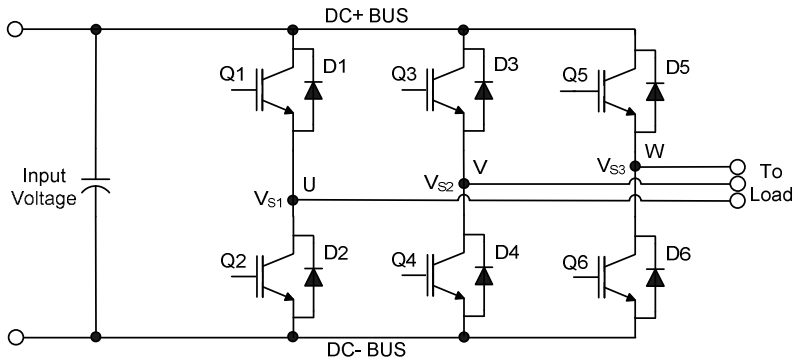 DC+ BUS
Q1
D1
Q3
D3
Q5
D5
Input
Voltage
VS1
U
VS2
V
VS3
W
To
Load
Q2
D2
Q4
D4
Q6
D6
DC- BUS